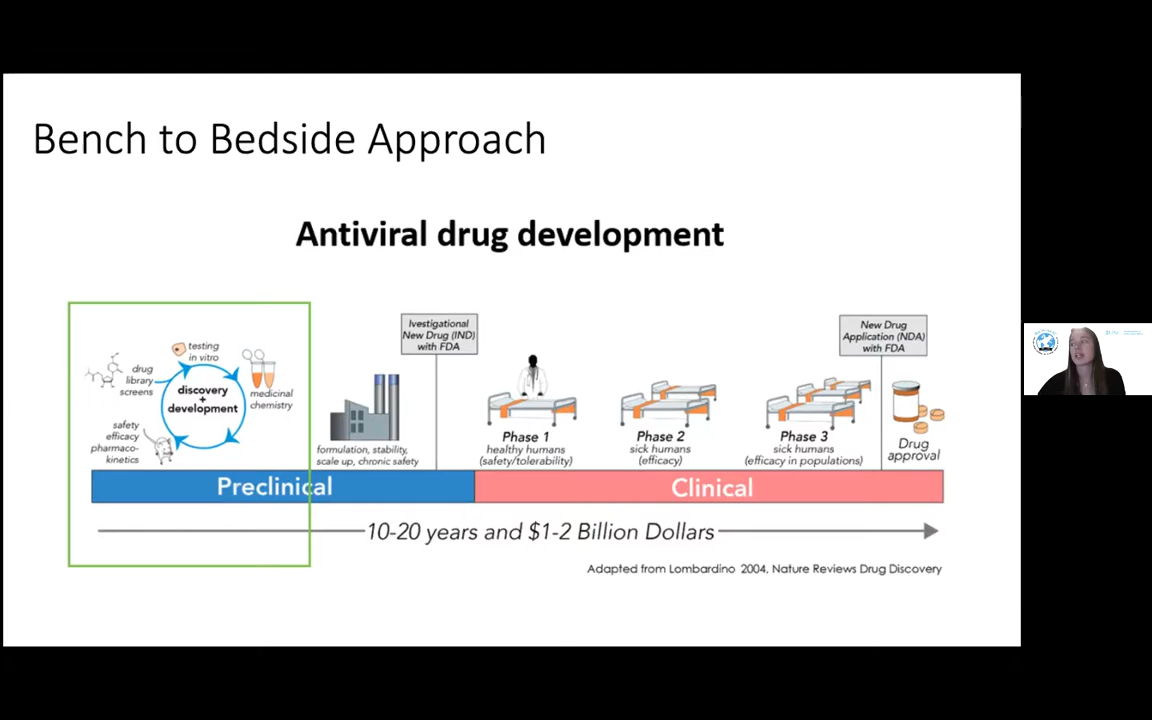 Bench to Bedside Approach
Antiviral drug development
testing
in vitro
drug
library
screens
discovery
+
development
medicinal
chemistry
safety
efficacy
pharmaco-
kinetics
formulation, stability,
scale up, chronic safety
Ivestigational
New Drug (IND)
with FDA
Phase 1
healthy humans
(safety/tolerability)
Phase 2
sick humans
(efficacy)
Phase 3
sick humans
(efficacy in populations)
New Drug
Application (NDA)
with FDA
Drug
approval
Preclinical
Clinical
10-20 years and $1-2 Billion Dollars
Adapted from Lombardino 2004, Nature Reviews Drug Discovery